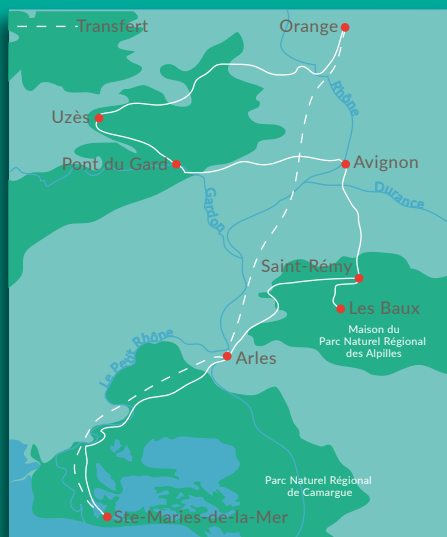 Transfert
Orange
Rhône
Uzès
Pont du Gard
Avignon
Gardon
Durance
Saint-Rémy
Les Baux
Maison du
Parc Naturel Régional
des Alpilles
Le Petit Rhône
Arles
Parc Naturel Régional
de Camargue
Ste-Maries-de-la-Mer